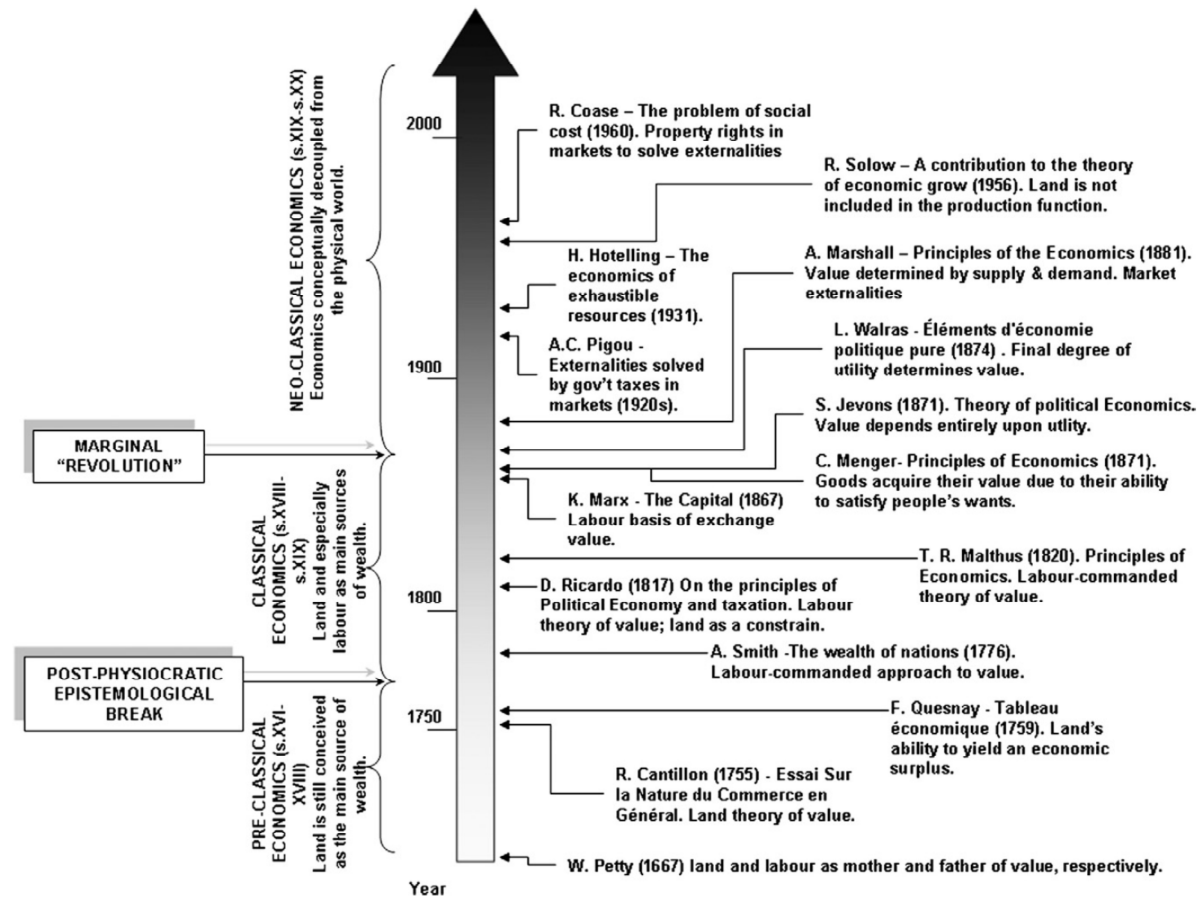 NEO-CLASSICAL ECONOMICS (s.XIX-s.XX)
Economics conceptually decoupled from
the physical world.
MARGINAL
“REVOLUTION”
CLASSICAL
ECONOMICS (s.XVIII-
s.XIX)
Land and especially
labour as main sources
of wealth.
POST-PHYSIOCRATIC
EPISTEMOLOGICAL
BREAK
PRE-CLASSICAL
ECONOMICS (s.XVI-
XVIII)
Land is still conceived
as the main source of
wealth.
2000
1900
1800
1750
Year
R. Coase – The problem of social
cost (1960). Property rights in
markets to solve externalities
R. Solow – A contribution to the theory
of economic grow (1956). Land is not
included in the production function.
H. Hotelling – The
economics of
exhaustible
resources (1931).
A. Marshall – Principles of the Economics (1881).
Value determined by supply & demand. Market
externalities
A.C. Pigou -
Externalities solved
by gov't taxes in
markets (1920s).
L. Walras - Éléments d'économie
politique pure (1874) . Final degree of
utility determines value.
S. Jevons (1871). Theory of political Economics.
Value depends entirely upon utlity.
C. Menger- Principles of Economics (1871).
Goods acquire their value due to their ability
to satisfy people's wants.
K. Marx - The Capital (1867)
Labour basis of exchange
value.
T. R. Malthus (1820). Principles of
Economics. Labour-commanded
theory of value.
D. Ricardo (1817) On the principles of
Political Economy and taxation. Labour
theory of value; land as a constrain.
A. Smith -The wealth of nations (1776).
Labour-commanded approach to value.
F. Quesnay - Tableau
économique (1759). Land's
ability to yield an economic
surplus.
R. Cantillon (1755) - Essai Sur
la Nature du Commerce en
Général. Land theory of value.
W. Petty (1667) land and labour as mother and father of value, respectively.